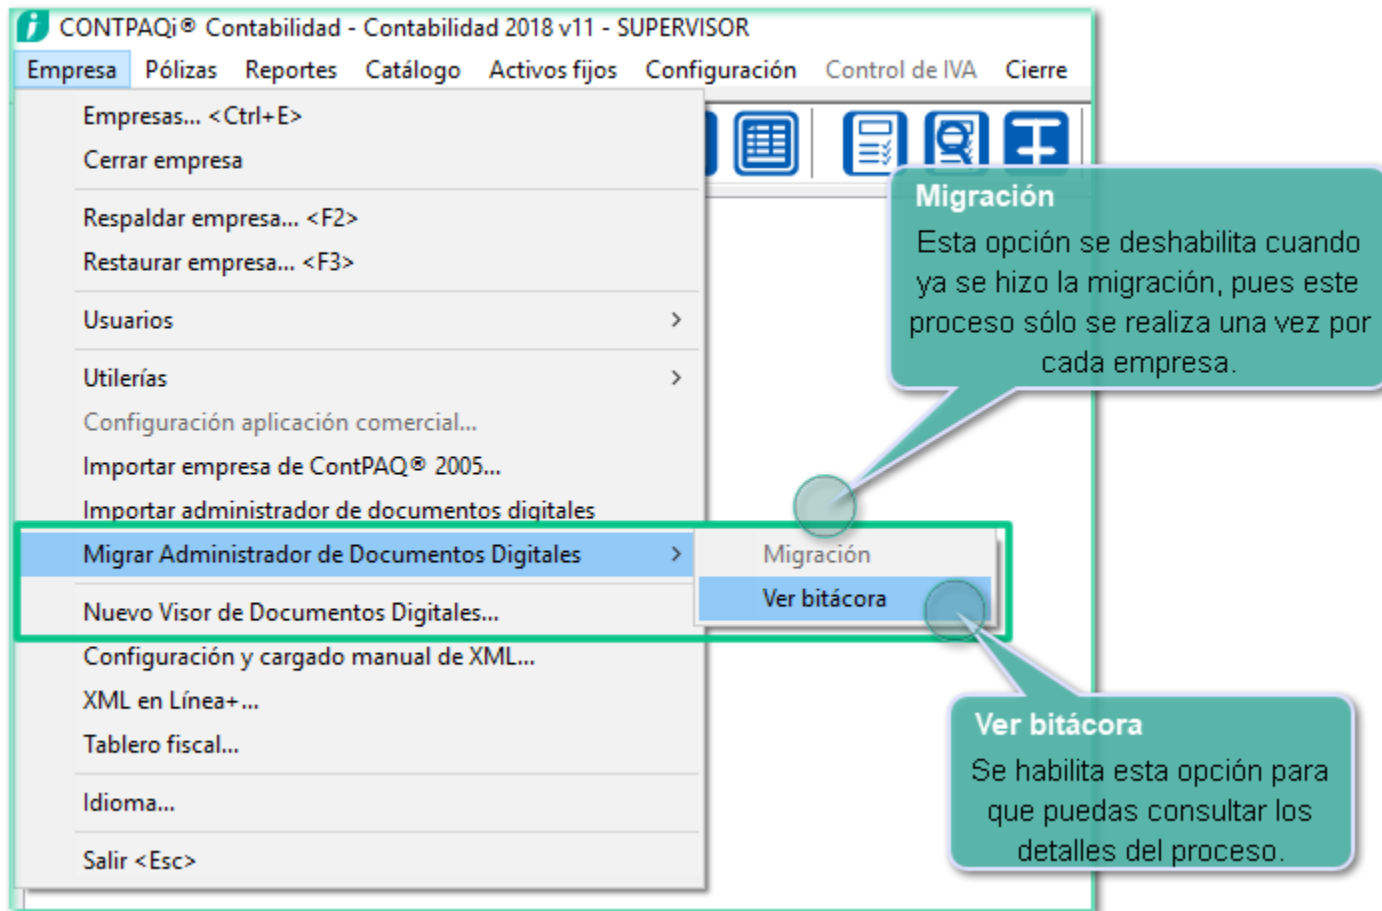 CONTPAQi® Contabilidad - Contabilidad 2018 v11 - SUPERVISOR
Empresa Pólizas Reportes Catálogo Activos fijos Configuración Control de IVA Cierre
Empresas... <Ctrl+E>
Cerrar empresa
Respaldar empresa... <F2>
Restaurar empresa... <F3>
Usuarios
Utilerías
Configuración aplicación comercial...
Importar empresa de ContPAQ® 2005...
Importar administrador de documentos digitales
Migrar Administrador de Documentos Digitales
Nuevo Visor de Documentos Digitales...
Configuración y cargado manual de XML...
XML en Línea+...
Tablero fiscal...
Idioma...
Salir <Esc>
Migración
Ver bitácora
Migración
Esta opción se deshabilita cuando
ya se hizo la migración, pues este
proceso sólo se realiza una vez por
cada empresa.
Ver bitácora
Se habilita esta opción para
que puedas consultar los
detalles del proceso.